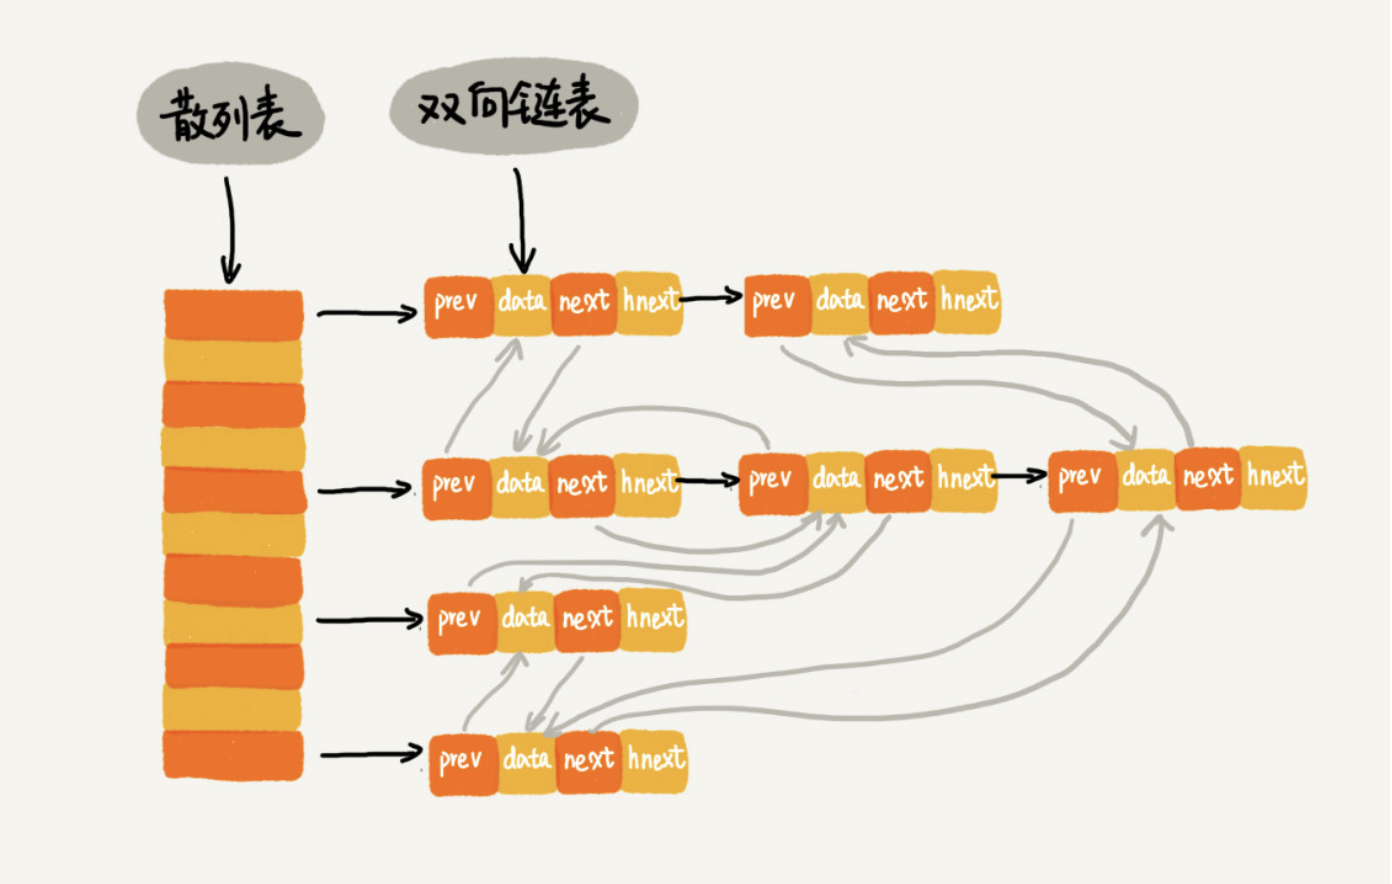 散列表
双向链表
prev data next hnext prev data next hnext
prev data next hnext prev data next hnext prev data next hnext
prev data next hnext
prev data next hnext